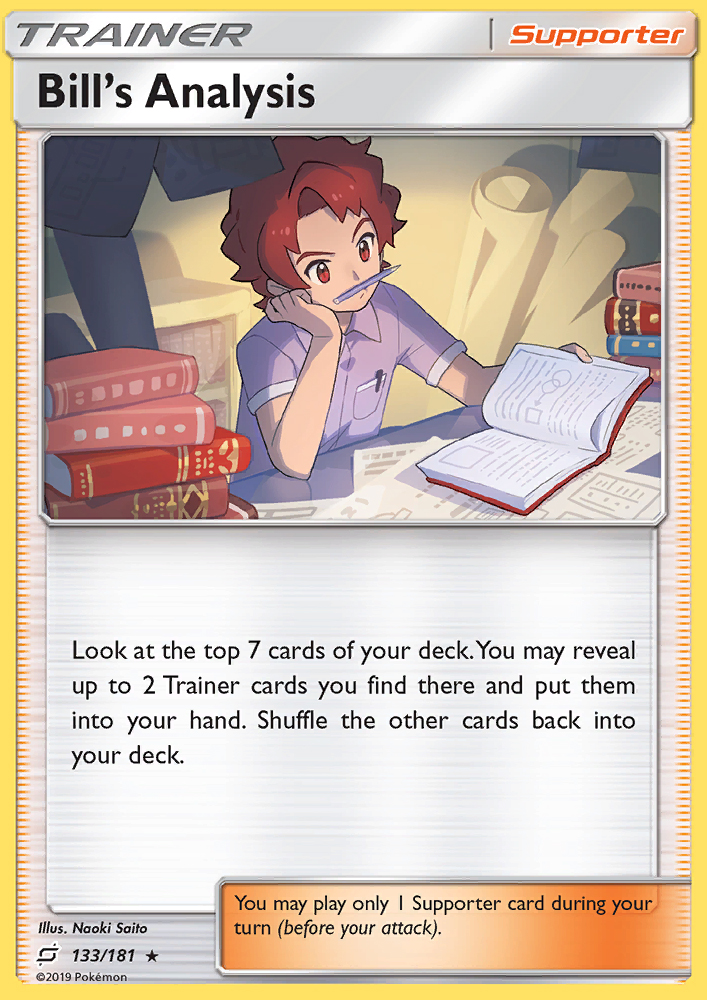 TRAINER | Supporter
Bill's Analysis
Look at the top 7 cards of your deck. You may reveal
up to 2 Trainer cards you find there and put them
into your hand. Shuffle the other cards back into
your deck.
You may play only 1 Supporter card during your
turn (before your attack).
Illus. Naoki Saito
133/181 ★
©2019 Pokémon